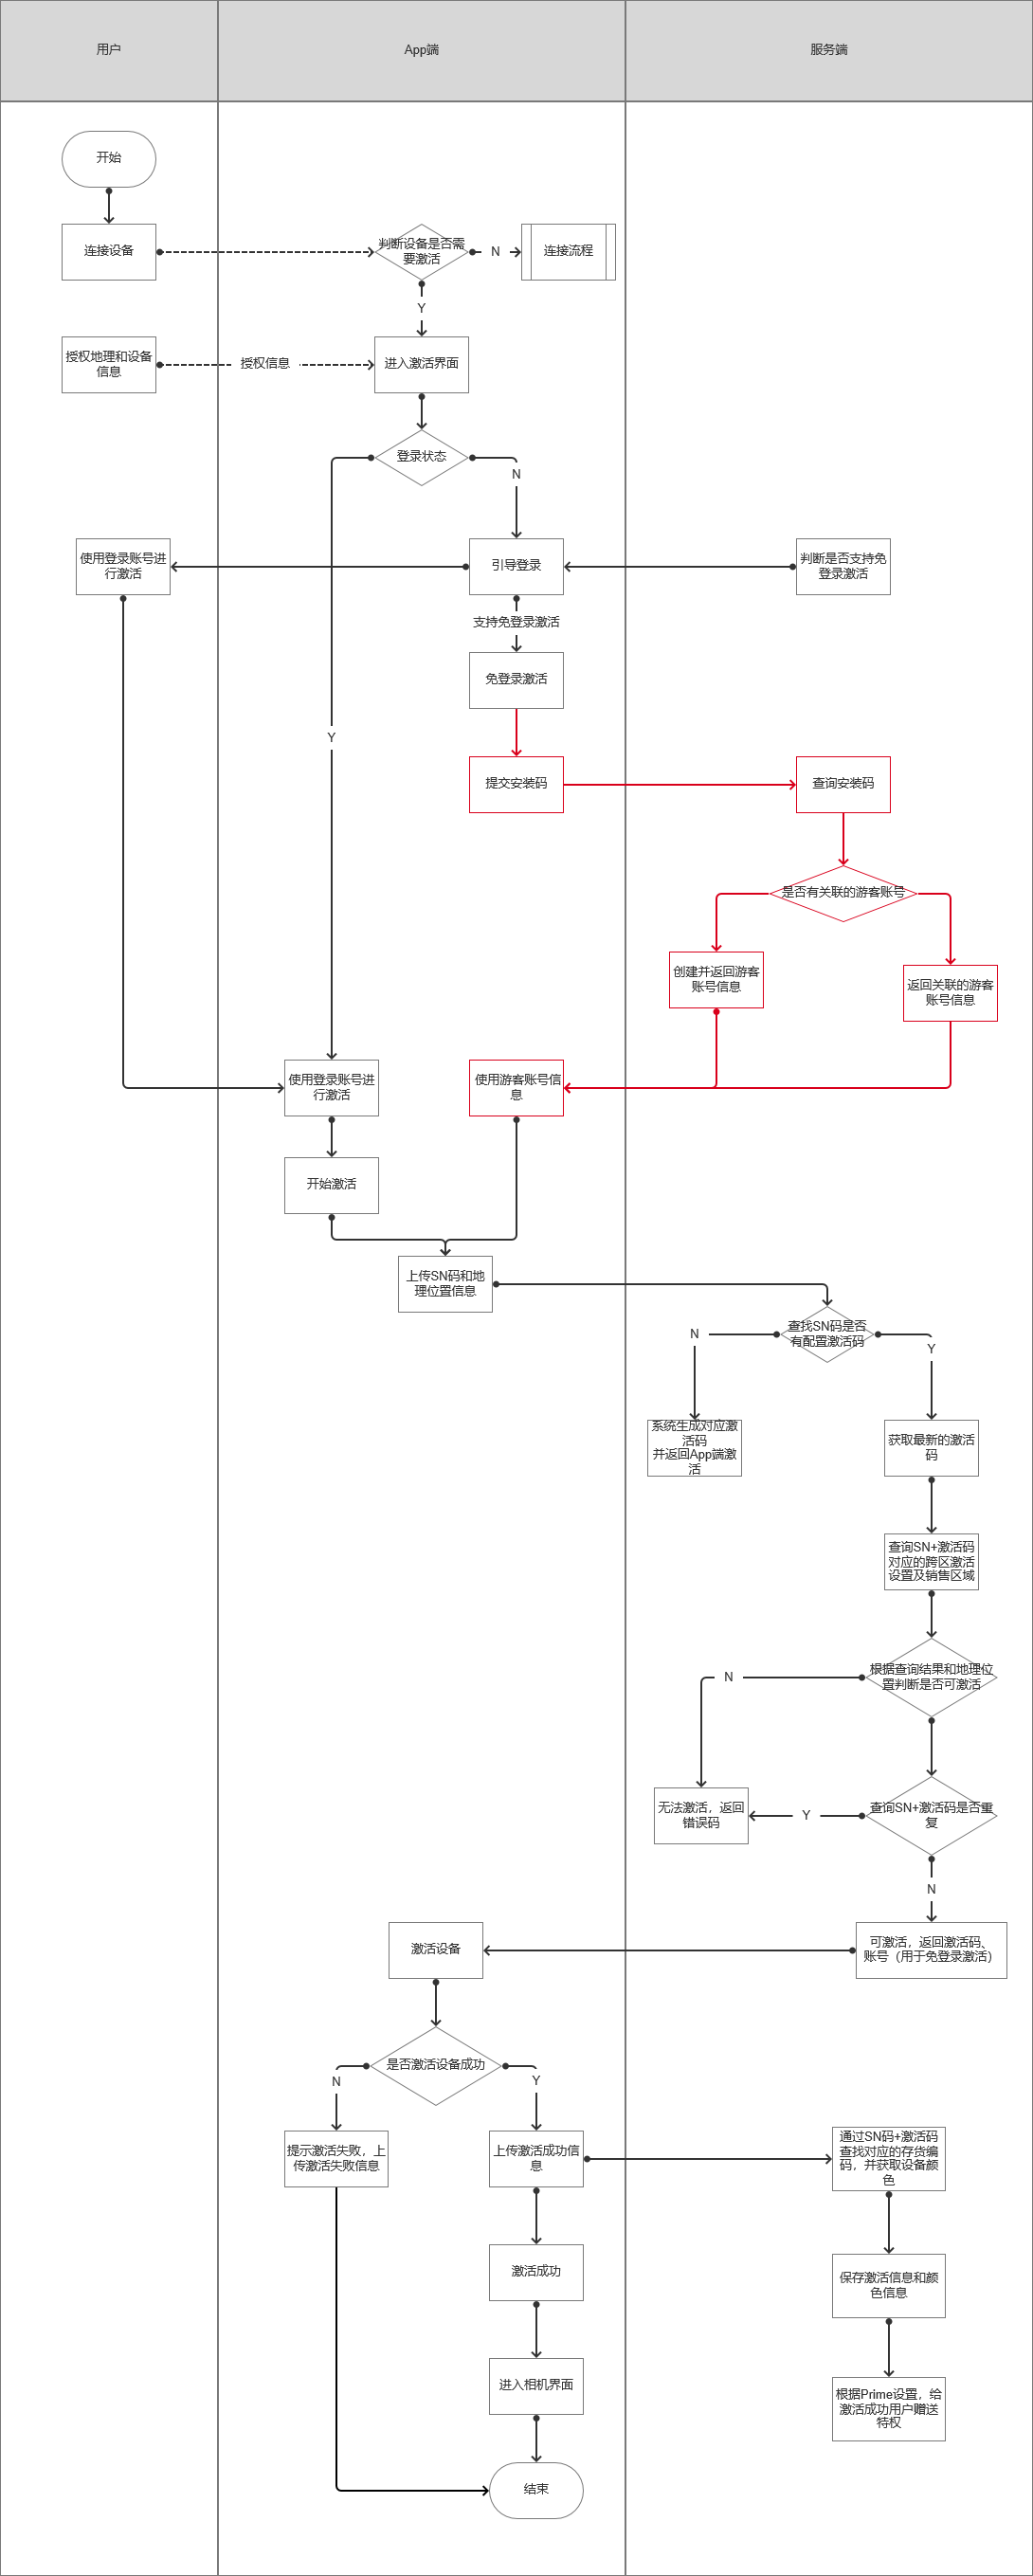 用户
App端
服务端
开始
连接设备
判断设备是否需
要激活
N
连接流程
Y
授权地理和设备
信息
授权信息
进入激活界面
登录状态
N
使用登录账号进
行激活
引导登录
判断是否支持免
登录激活
支持免登录激活
免登录激活
Y
提交安装码
查询安装码
是否有关联的游客账号
创建并返回游客
账号信息
返回关联的游客
账号信息
使用登录账号进
行激活
使用游客账号信
息
开始激活
上传SN码和地
理位置信息
查找SN码是否
有配置激活码
N
Y
系统生成对应激
活码
并返回App端激
活
获取最新的激活
码
查询SN+激活码
对应的跨区激活
设置及销售区域
根据查询结果和地理位
置判断是否可激活
N
无法激活，返回
错误码
Y
查询SN+激活码是否重
复
N
激活设备
可激活，返回激活码、
账号（用于免登录激活）
是否激活设备成功
N
Y
提示激活失败，上
传激活失败信息
上传激活成功信
息
通过SN码+激活码
查找对应的存货编
码，并获取设备颜
色
激活成功
保存激活信息和颜
色信息
进入相机界面
根据Prime设置，给
激活成功用户赠送
特权
结束